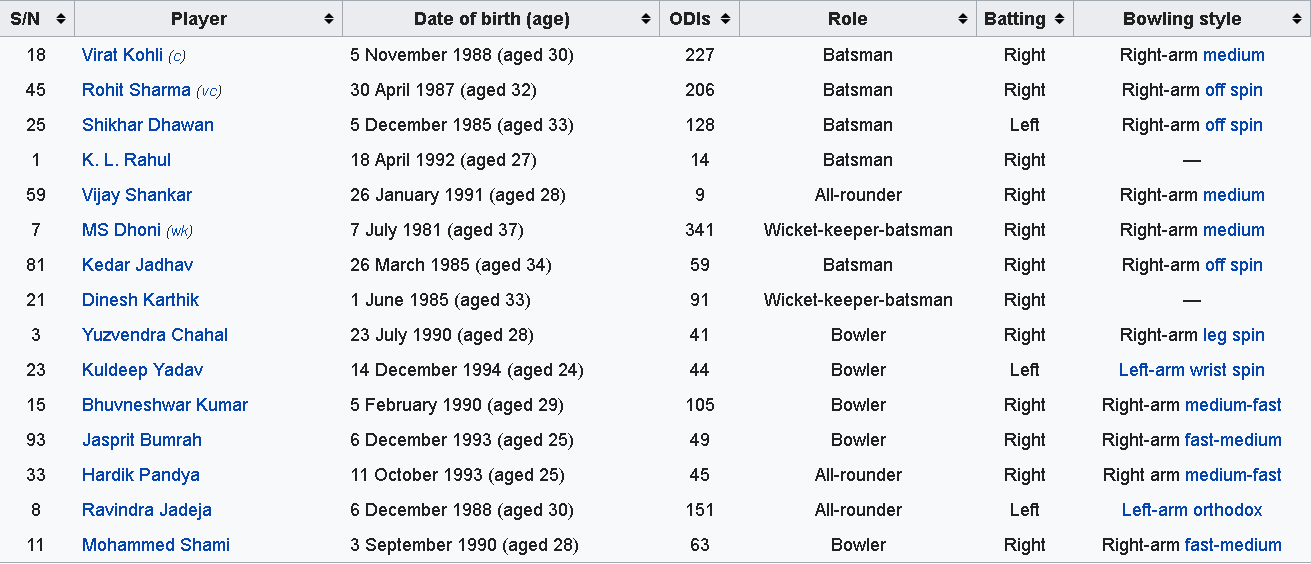 S/N Player Date of birth (age) ODIs Role Batting Bowling style
18 Virat Kohli (c) 5 November 1988 (aged 30) 227 Batsman Right Right-arm medium
45 Rohit Sharma (vc) 30 April 1987 (aged 32) 206 Batsman Right Right-arm off spin
25 Shikhar Dhawan 5 December 1985 (aged 33) 128 Batsman Left Right-arm off spin
1 K. L. Rahul 18 April 1992 (aged 27) 14 Batsman Right —
59 Vijay Shankar 26 January 1991 (aged 28) 9 All-rounder Right Right-arm medium
7 MS Dhoni (wk) 7 July 1981 (aged 37) 341 Wicket-keeper-batsman Right Right-arm medium
81 Kedar Jadhav 26 March 1985 (aged 34) 59 Batsman Right Right-arm off spin
21 Dinesh Karthik 1 June 1985 (aged 33) 91 Wicket-keeper-batsman Right —
3 Yuzvendra Chahal 23 July 1990 (aged 28) 41 Bowler Right Right-arm leg spin
23 Kuldeep Yadav 14 December 1994 (aged 24) 44 Bowler Left Left-arm wrist spin
15 Bhuvneshwar Kumar 5 February 1990 (aged 29) 105 Bowler Right Right-arm medium-fast
93 Jasprit Bumrah 6 December 1993 (aged 25) 49 Bowler Right Right-arm fast-medium
33 Hardik Pandya 11 October 1993 (aged 25) 45 All-rounder Right Right arm medium-fast
8 Ravindra Jadeja 6 December 1988 (aged 30) 151 All-rounder Left Left-arm orthodox
11 Mohammed Shami 3 September 1990 (aged 28) 63 Bowler Right Right-arm fast-medium